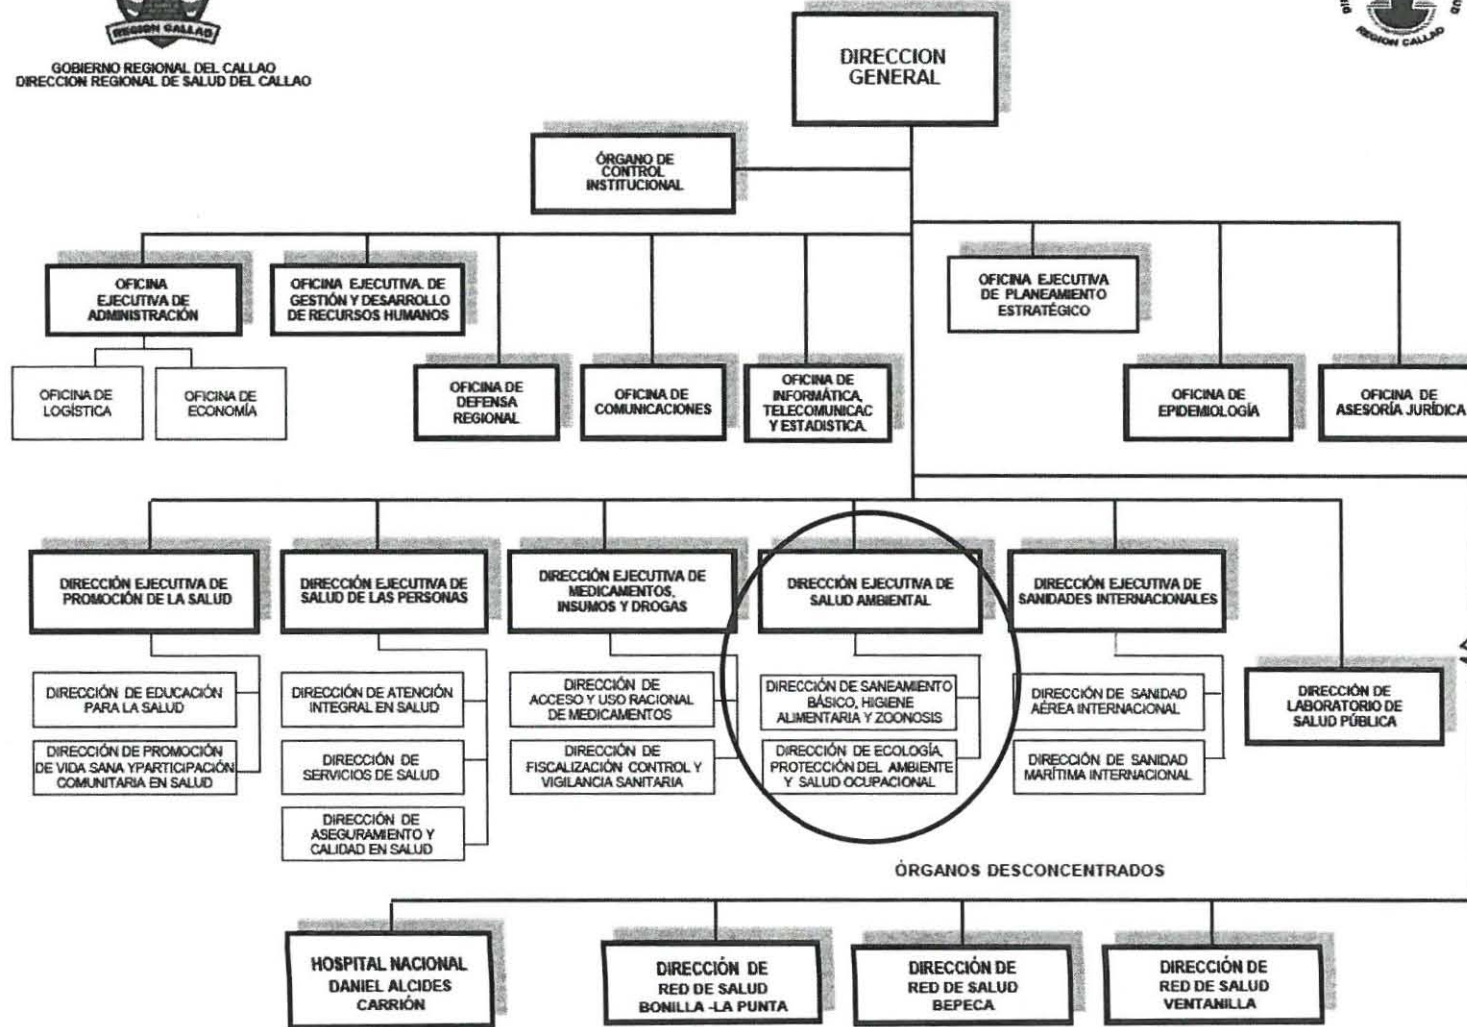 REGION CALLAO
GOBIERNO REGIONAL DEL CALLAO
DIRECCION REGIONAL DE SALUD DEL CALLAO
REGION CALLAO
DIRECCION
GENERAL
ÓRGANO DE
CONTROL
INSTITUCIONAL
OFICINA
EJECUTIVA DE
ADMINISTRACIÓN
OFICINA EJECUTIVA. DE
GESTIÓN Y DESARROLLO
DE RECURSOS HUMANOS
OFICINA EJECUTIVA
DE PLANEAMIENTO
ESTRATÉGICO
OFICINA DE
LOGÍSTICA
OFICINA DE
ECONOMÍA
OFICINA DE
DEFENSA
REGIONAL
OFICINA DE
COMUNICACIONES
OFICINA DE
INFORMÁTICA,
TELECOMUNICAC
Y ESTADISTICA.
OFICINA DE
EPIDEMIOLOGÍA
OFICINA DE
ASESORÍA JURÍDICA
DIRECCIÓN EJECUTIVA DE
PROMOCIÓN DE LA SALUD
DIRECCIÓN EJECUTIVA DE
SALUD DE LAS PERSONAS
DIRECCIÓN EJECUTIVA DE
MEDICAMENTOS,
INSUMOS Y DROGAS
DIRECCIÓN EJECUTIVA DE
SALUD AMBIENTAL
DIRECCIÓN EJECUTIVA DE
SANIDADES INTERNACIONALES
DIRECCIÓN DE
LABORATORIO DE
SALUD PÚBLICA
DIRECCIÓN DE EDUCACIÓN
PARA LA SALUD
DIRECCIÓN DE PROMOCIÓN
DE VIDA SANA YPARTICIPACIÓN
COMUNITARIA EN SALUD
DIRECCIÓN DE ATENCIÓN
INTEGRAL EN SALUD
DIRECCIÓN DE
SERVICIOS DE SALUD
DIRECCIÓN DE
ASEGURAMIENTO Y
CALIDAD EN SALUD
DIRECCIÓN DE
ACCESO Y USO RACIONAL
DE MEDICAMENTOS
DIRECCIÓN DE
FISCALIZACIÓN CONTROL Y
VIGILANCIA SANITARIA
DIRECCIÓN DE SANEAMIENTO
BÁSICO, HIGIENE
ALIMENTARIA Y ZOONOSIS
DIRECCIÓN DE ECOLOGÍA,
PROTECCIÓN DEL AMBIENTE
Y SALUD OCUPACIONAL
DIRECCIÓN DE SANIDAD
AÉREA INTERNACIONAL
DIRECCIÓN DE SANIDAD
MARÍTIMA INTERNACIONAL
ÓRGANOS DESCONCENTRADOS
HOSPITAL NACIONAL
DANIEL ALCIDES
CARRIÓN
DIRECCIÓN DE
RED DE SALUD
BONILLA -LA PUNTA
DIRECCIÓN DE
RED DE SALUD
BEPECA
DIRECCIÓN DE
RED DE SALUD
VENTANILLA